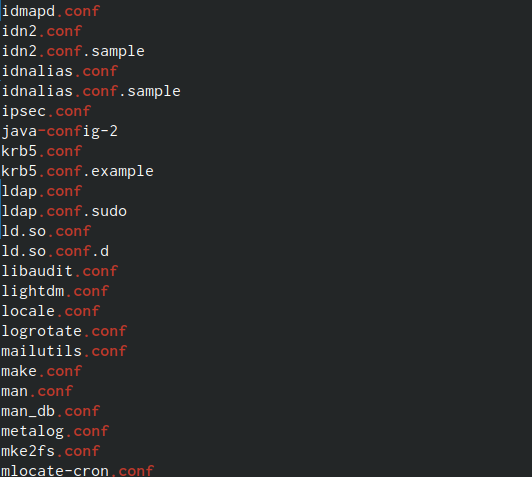 idmapd.conf
idn2.conf
idn2.conf.sample
idnalias.conf
idnalias.conf.sample
ipsec.conf
java-config-2
krb5.conf
krb5.conf.example
ldap.conf
ldap.conf.sudo
ld.so.conf
ld.so.conf.d
libaudit.conf
lightdm.conf
locale.conf
logrotate.conf
mailutils.conf
make.conf
man.conf
man_db.conf
metalog.conf
mke2fs.conf
mlocate-cron.conf